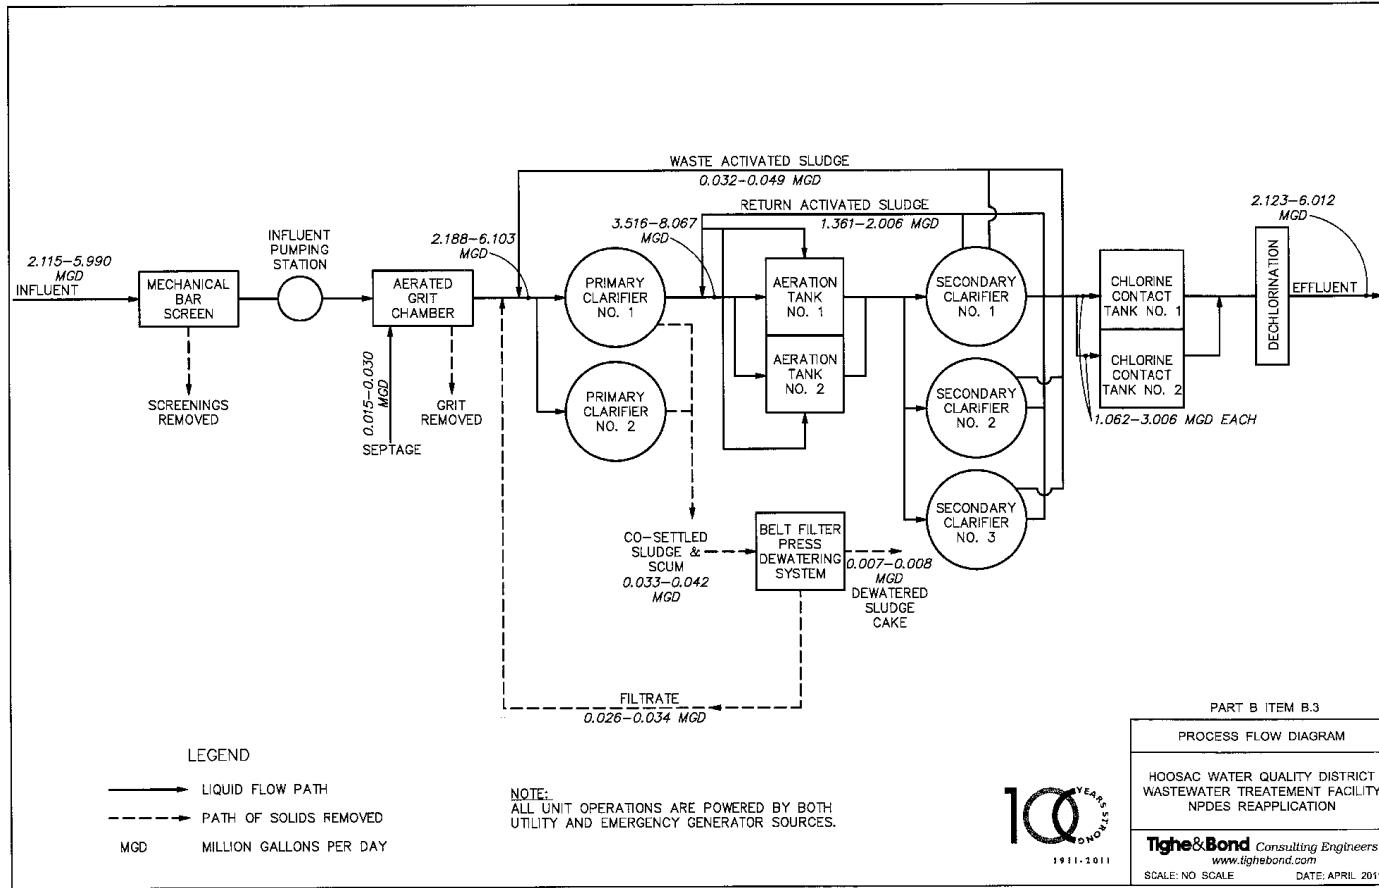 WASTE ACTIVATED SLUDGE
0.032-0.049 MGD
RETURN ACTIVATED SLUDGE
1.361-2.006 MGD
3.516-8.067
MGD
2.123-6.012
MGD
INFLUENT
PUMPING
STATION
2.188-6.103
MGD
2.115-5.990
MGD
INFLUENT
MECHANICAL
BAR
SCREEN
AERATED
GRIT
CHAMBER
PRIMARY
CLARIFIER
NO. 1
AERATION
TANK
NO. 1
SECONDARY
CLARIFIER
NO. 1
CHLORINE
CONTACT
TANK NO. 1
DECHLORINATION
EFFLUENT
SCREENINGS
REMOVED
0.015-0.030
MGD
SEPTAGE
GRIT
REMOVED
PRIMARY
CLARIFIER
NO. 2
AERATION
TANK
NO. 2
SECONDARY
CLARIFIER
NO. 2
CHLORINE
CONTACT
TANK NO. 2
1.062-3.006 MGD EACH
SECONDARY
CLARIFIER
NO. 3
CO-SETTLED
SLUDGE &
SCUM
0.033-0.042
MGD
BELT FILTER
PRESS
DEWATERING
SYSTEM
0.007-0.008
MGD
DEWATERED
SLUDGE
CAKE
FILTRATE
0.026-0.034 MGD
LEGEND
LIQUID FLOW PATH
PATH OF SOLIDS REMOVED
MGD MILLION GALLONS PER DAY
NOTE:
ALL UNIT OPERATIONS ARE POWERED BY BOTH
UTILITY AND EMERGENCY GENERATOR SOURCES.
100 YEARS STRONG
1911-2011
PART B ITEM B.3
PROCESS FLOW DIAGRAM
HOOSAC WATER QUALITY DISTRICT
WASTEWATER TREATEMENT FACILITY
NPDES REAPPLICATION
Tighe&Bond Consulting Engineers
www.tighebond.com
SCALE: NO SCALE DATE: APRIL 201